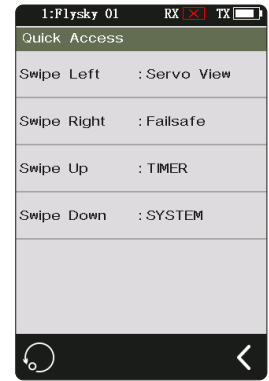 1:Flysky 01 RX TX
Quick Access
Swipe Left :Servo View
Swipe Right :Failsafe
Swipe Up :TIMER
Swipe Down :SYSTEM